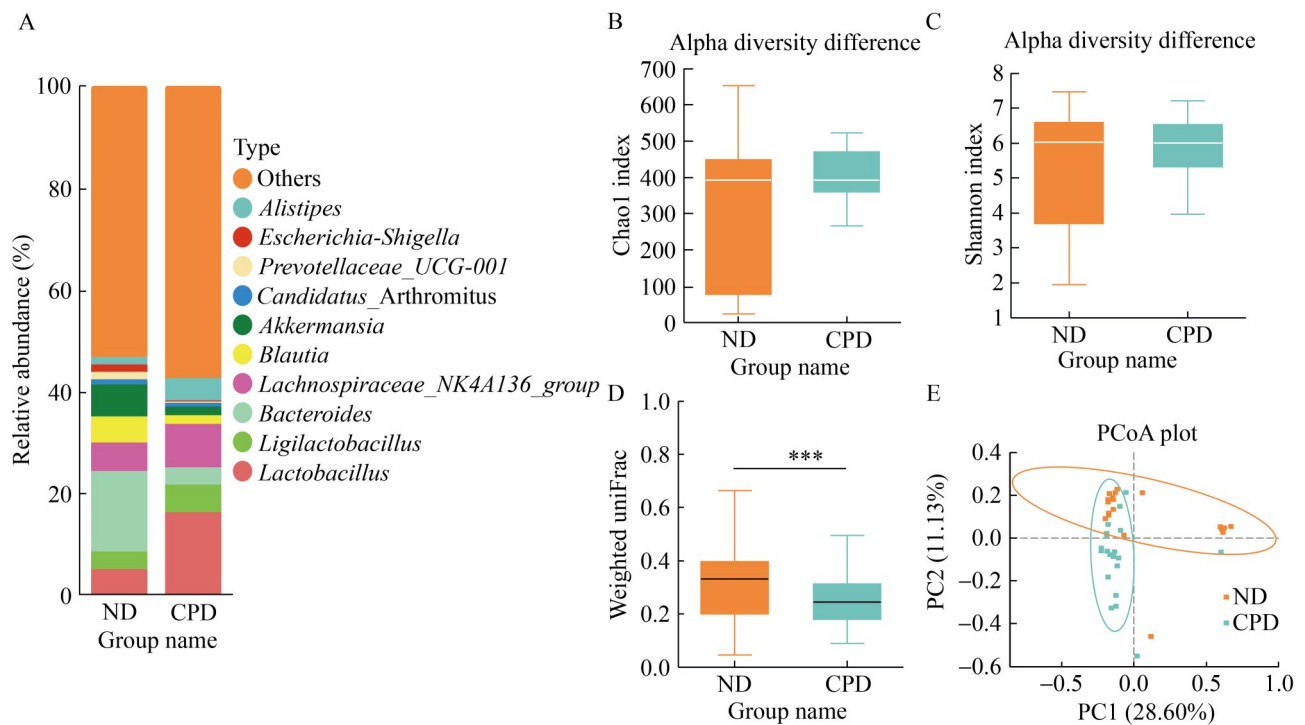 A
Relative abundance (%)
100
80
60
40
20
0
ND CPD
Group name
Type
Others
Alistipes
Escherichia-Shigella
Prevotellaceae_UCG-001
Candidatus_Arthromitus
Akkermansia
Blautia
Lachnospiraceae_NK4A136_group
Bacteroides
Ligilactobacillus
Lactobacillus
B
Alpha diversity difference
Chao1 index
700
600
500
400
300
200
100
0
ND CPD
Group name
C
Alpha diversity difference
Shannon index
8
7
6
5
4
3
2
1
ND CPD
Group name
D
Weighted uniFrac
1.0
0.8
0.6
0.4
0.2
0.0
***
ND CPD
Group name
E
PCoA plot
PC2 (11.13%)
0.4
0.2
0.0
−0.2
−0.4
−0.6
ND
CPD
−0.5 0.0 0.5 1.0
PC1 (28.60%)